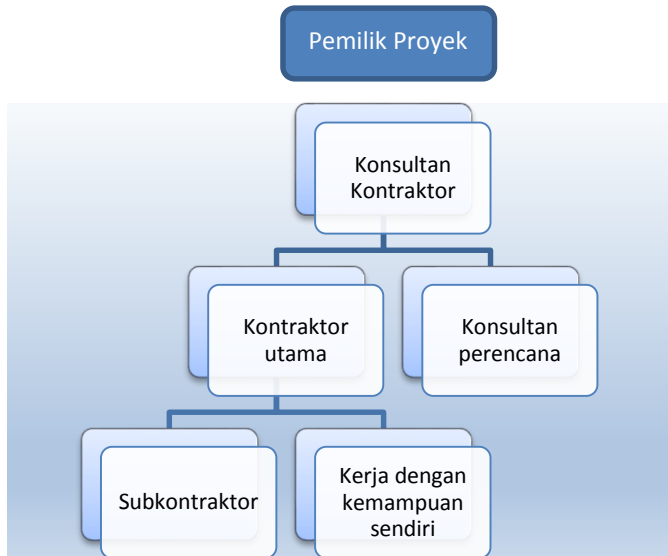 Pemilik Proyek
Konsultan
Kontraktor
Kontraktor
utama
Konsultan
perencana
Subkontraktor
Kerja dengan
kemampuan
sendiri